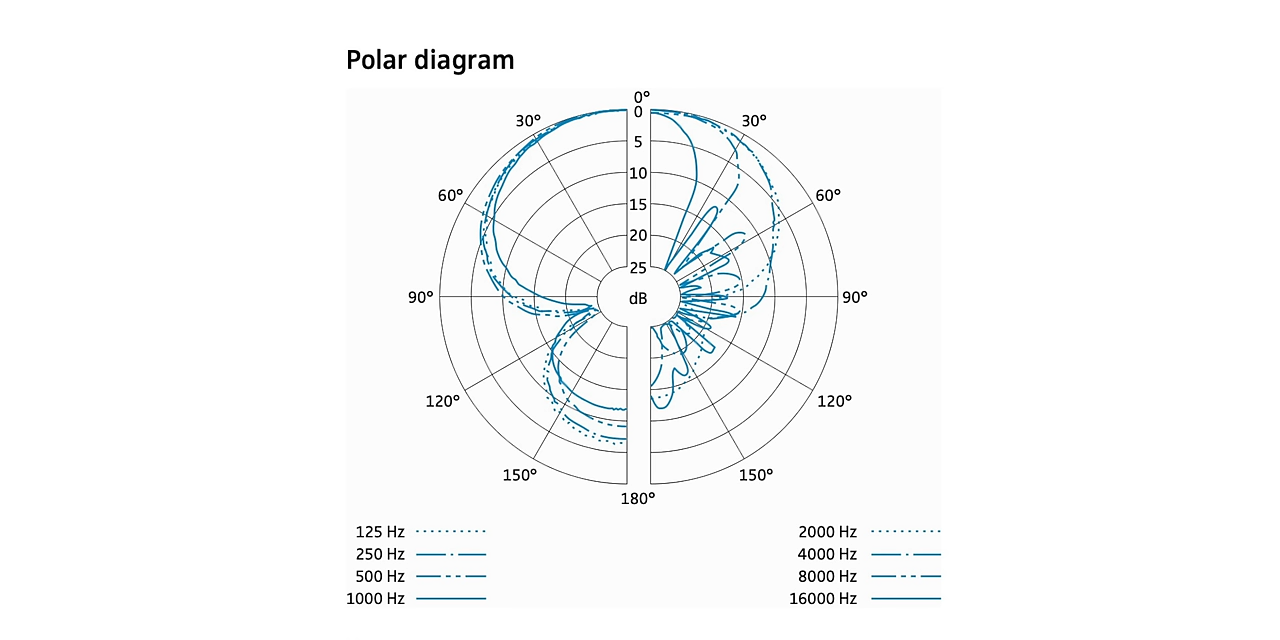 Polar diagram
0°
0
30° 30°
5
10
60° 60°
15
20
25
90° dB 90°
120° 120°
150° 150°
180°
125 Hz 2000 Hz
250 Hz 4000 Hz
500 Hz 8000 Hz
1000 Hz 16000 Hz